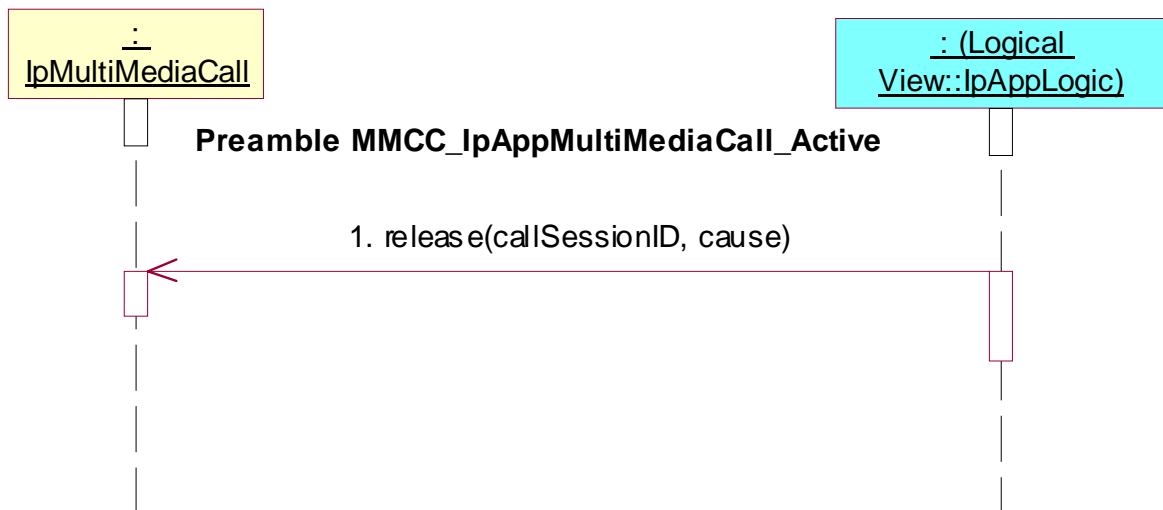 :
IpMultiMediaCall
: (Logical
View::IpAppLogic)
Preamble MMCC_IpAppMultiMediaCall_Active
1. release(callSessionID, cause)